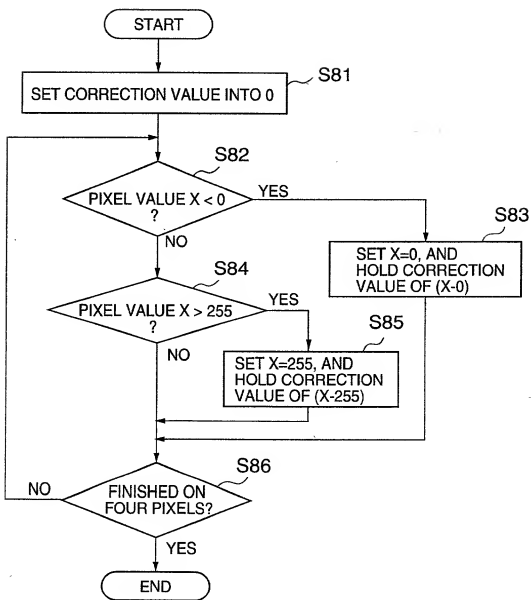 START
S81
SET CORRECTION VALUE INTO 0
S82
PIXEL VALUE X < 0
?
YES
NO
S83
SET X=0, AND
HOLD CORRECTION
VALUE OF (X-0)
S84
PIXEL VALUE X > 255
?
YES
NO
S85
SET X=255, AND
HOLD CORRECTION
VALUE OF (X-255)
S86
FINISHED ON
FOUR PIXELS?
NO
YES
END